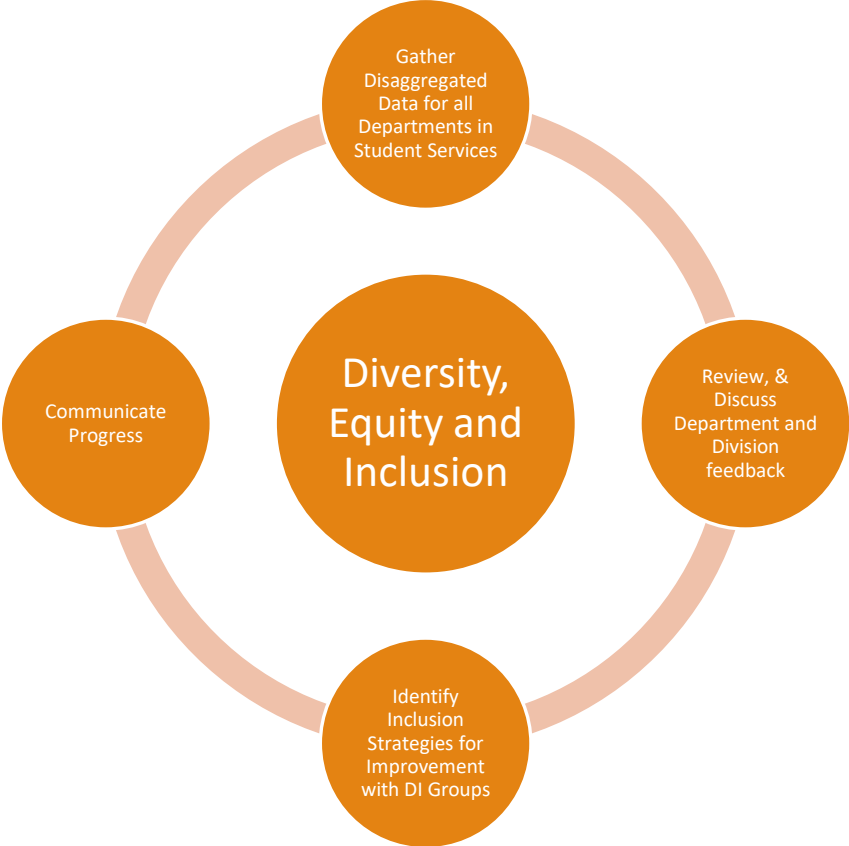 Gather
Disaggregated
Data for all
Departments in
Student Services
Diversity,
Equity and
Inclusion
Review, &
Discuss
Department and
Division
feedback
Communicate
Progress
Identify
Inclusion
Strategies for
Improvement
with DI Groups